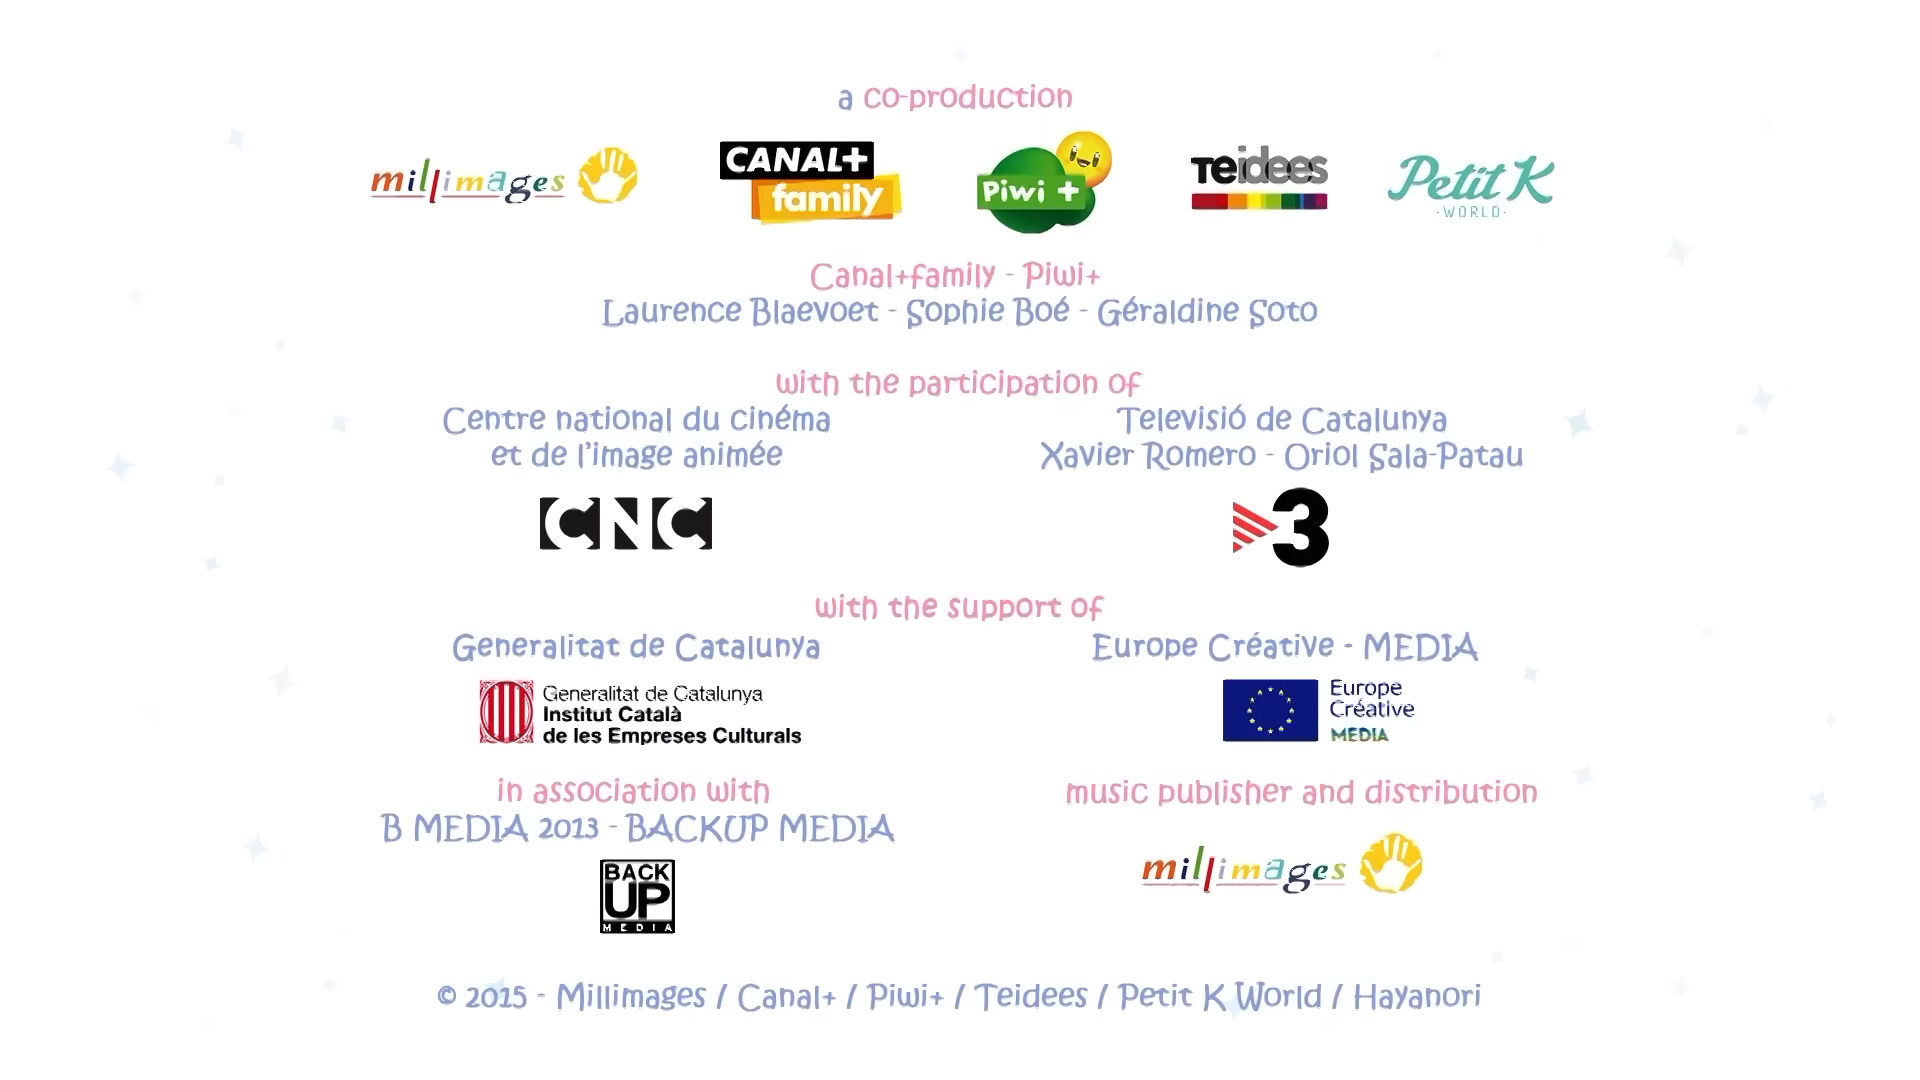 a co-production
millimages
CANAL+
family
Piwi +
Teidees
Petit K
·WORLD·
Canal+family - Piwi+
Laurence Blaevoet - Sophie Boé - Géraldine Soto
with the participation of
Centre national du cinéma
et de l'image animée
CNC
Televisió de Catalunya
Xavier Romero - Oriol Sala-Patau
3
with the support of
Generalitat de Catalunya
Generalitat de Catalunya
Institut Català
de les Empreses Culturals
Europe Créative - MEDIA
Europe
Créative
MEDIA
in association with
B MEDIA 2013 - BACKUP MEDIA
BACK
UP
MEDIA
music publisher and distribution
millimages
© 2015 - Millimages / Canal+ / Piwi+ / Teidees / Petit K World / Hayanori